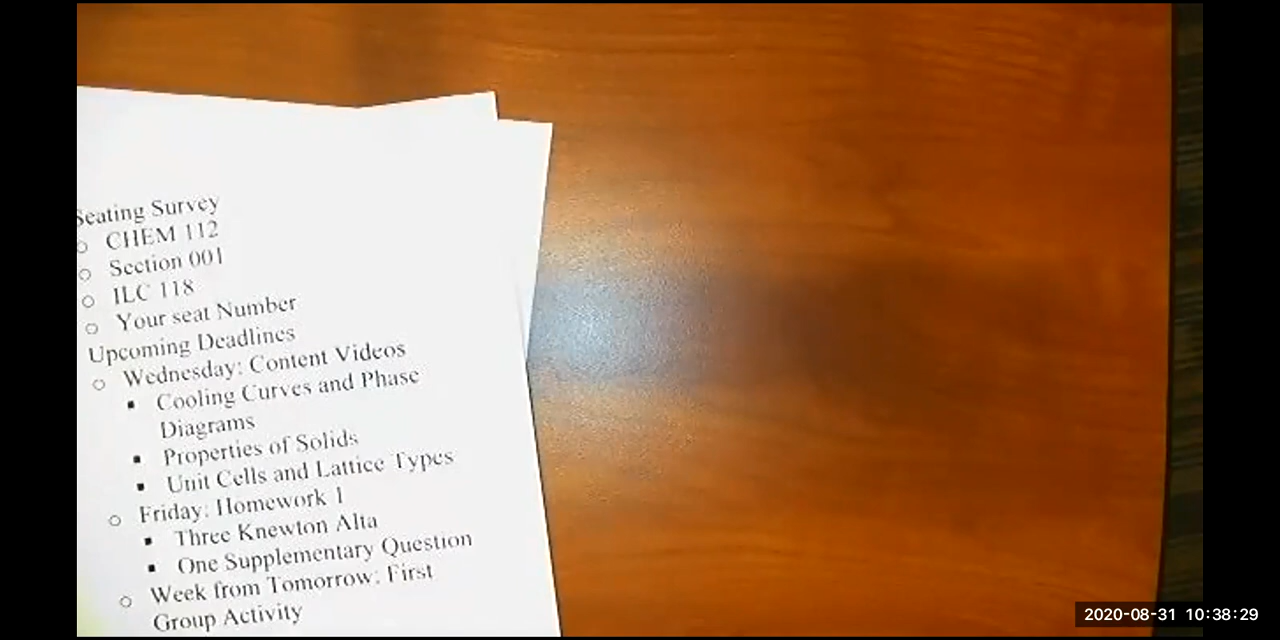 Seating Survey
○ CHEM 112
○ Section 001
○ ILC 118
○ Your seat Number
Upcoming Deadlines
○ Wednesday: Content Videos
▪ Cooling Curves and Phase
Diagrams
▪ Properties of Solids
▪ Unit Cells and Lattice Types
○ Friday: Homework 1
▪ Three Knewton Alta
▪ One Supplementary Question
○ Week from Tomorrow: First
Group Activity
2020-08-31 10:38:29